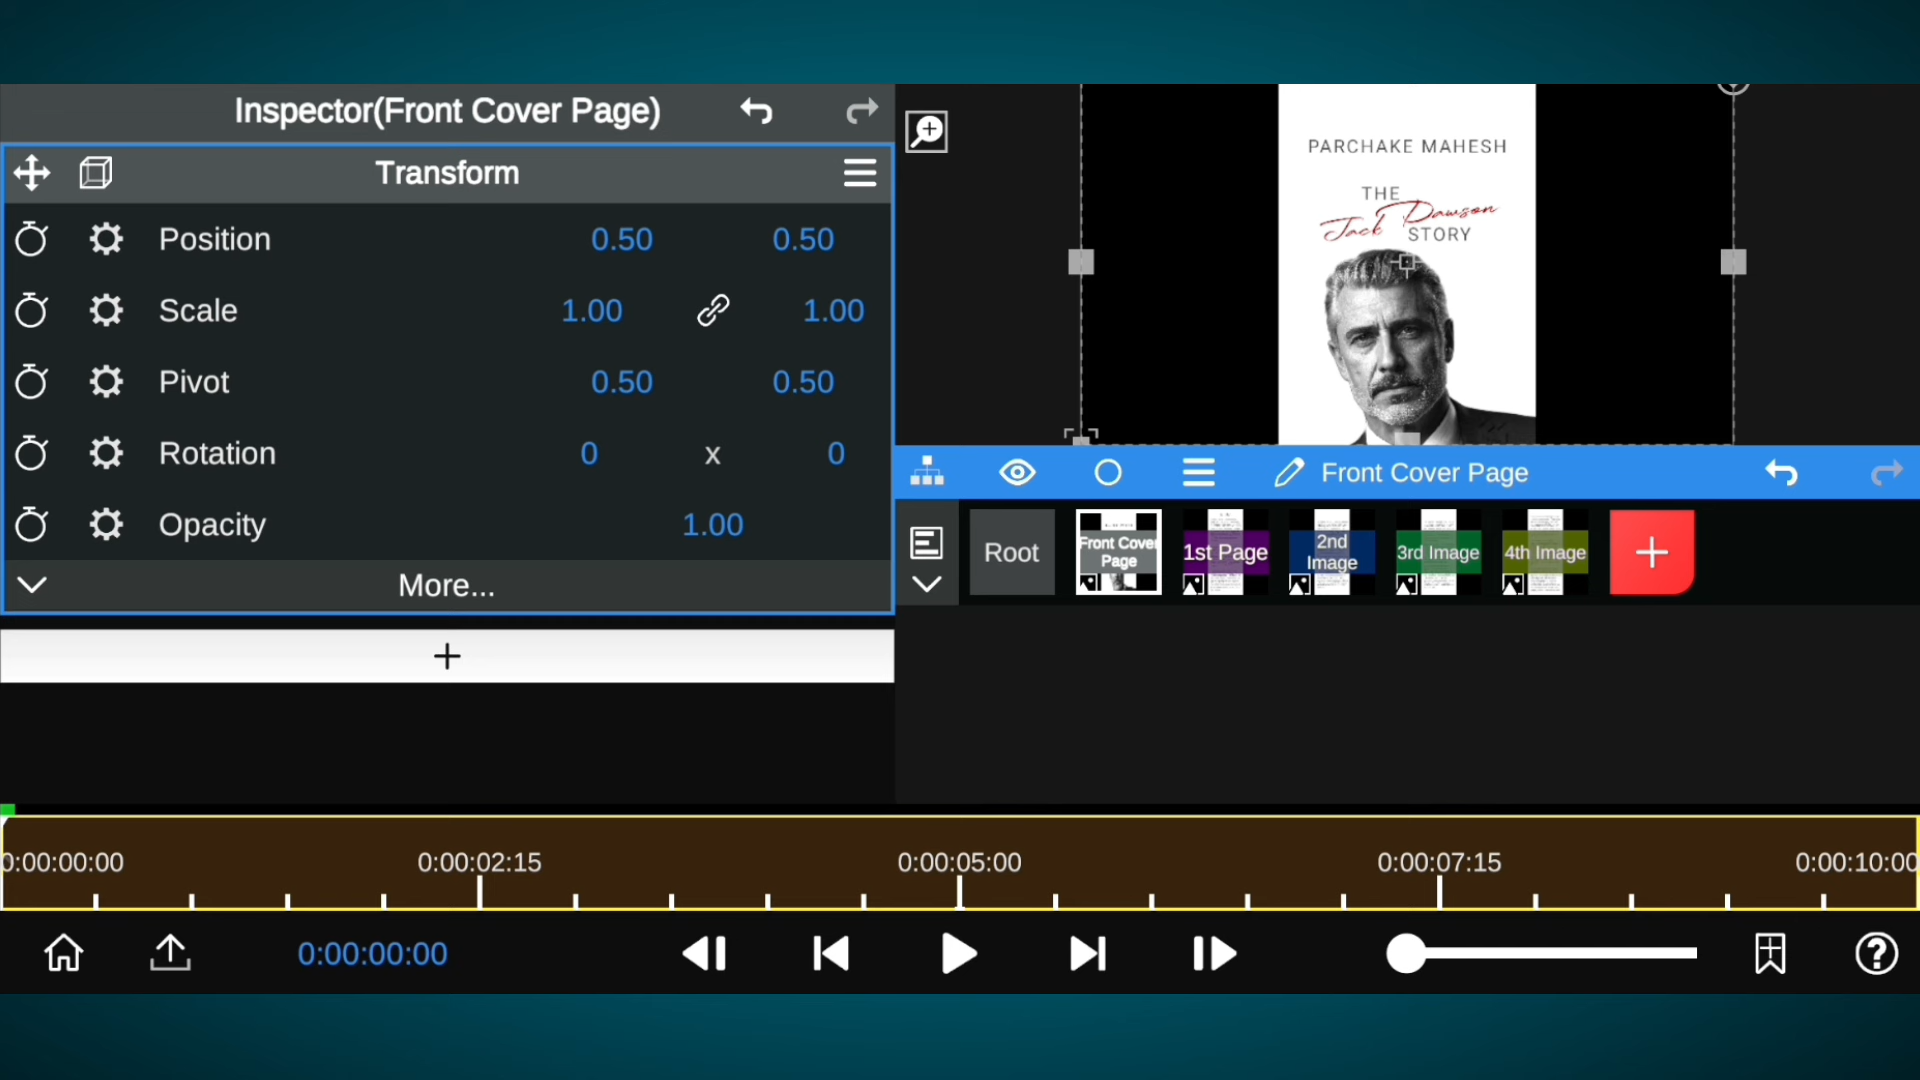 Inspector(Front Cover Page)
Transform
Position 0.50 0.50
Scale 1.00 1.00
Pivot 0.50 0.50
Rotation 0 x 0
Opacity 1.00
More...
+
PARCHAKE MAHESH
THE
Jack Dawson
STORY
Front Cover Page
Root
Front Cover
Page
1st Page
2nd
Image
3rd Image
4th Image
+
0:00:00:00 0:00:02:15 0:00:05:00 0:00:07:15 0:00:10:00
0:00:00:00